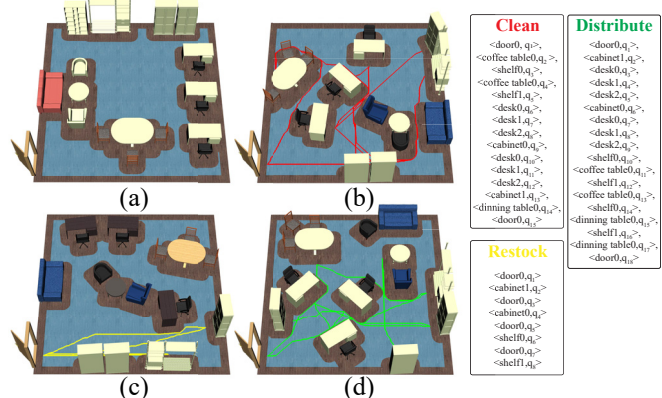 (a)
(b)
(c)
(d)
Clean
<door0, q₁>,
<coffee table0,q₂ >,
<shelf0,q₃>,
<coffee table0,q₄>,
<shelf1,q₅>,
<desk0,q₆>,
<desk1,q₇>,
<desk2,q₈>,
<cabinet0,q₉>,
<desk0,q₁₀>,
<desk1,q₁₁>,
<desk2,q₁₂>,
<cabinet1,q₁₃>,
<dinning table0,q₁₄>,
<door0,q₁₅>
Distribute
<door0,q₁>,
<cabinet1,q₂>,
<desk0,q₃>,
<desk1,q₄>,
<desk2,q₅>,
<cabinet0,q₆>,
<desk0,q₇>,
<desk1,q₈>,
<desk2,q₉>,
<shelf0,q₁₀>,
<coffee table0,q₁₁>,
<shelf1,q₁₂>,
<coffee table0,q₁₃>,
<shelf0,q₁₄>,
<dinning table0,q₁₅>,
<shelf1,q₁₆>,
<dinning table0,q₁₇>,
<door0,q₁₈>
Restock
<door0,q₁>
<cabinet1,q₂>
<door0,q₃>
<cabinet0,q₄>
<door0,q₅>
<shelf0,q₆>
<door0,q₇>
<shelf1,q₈>